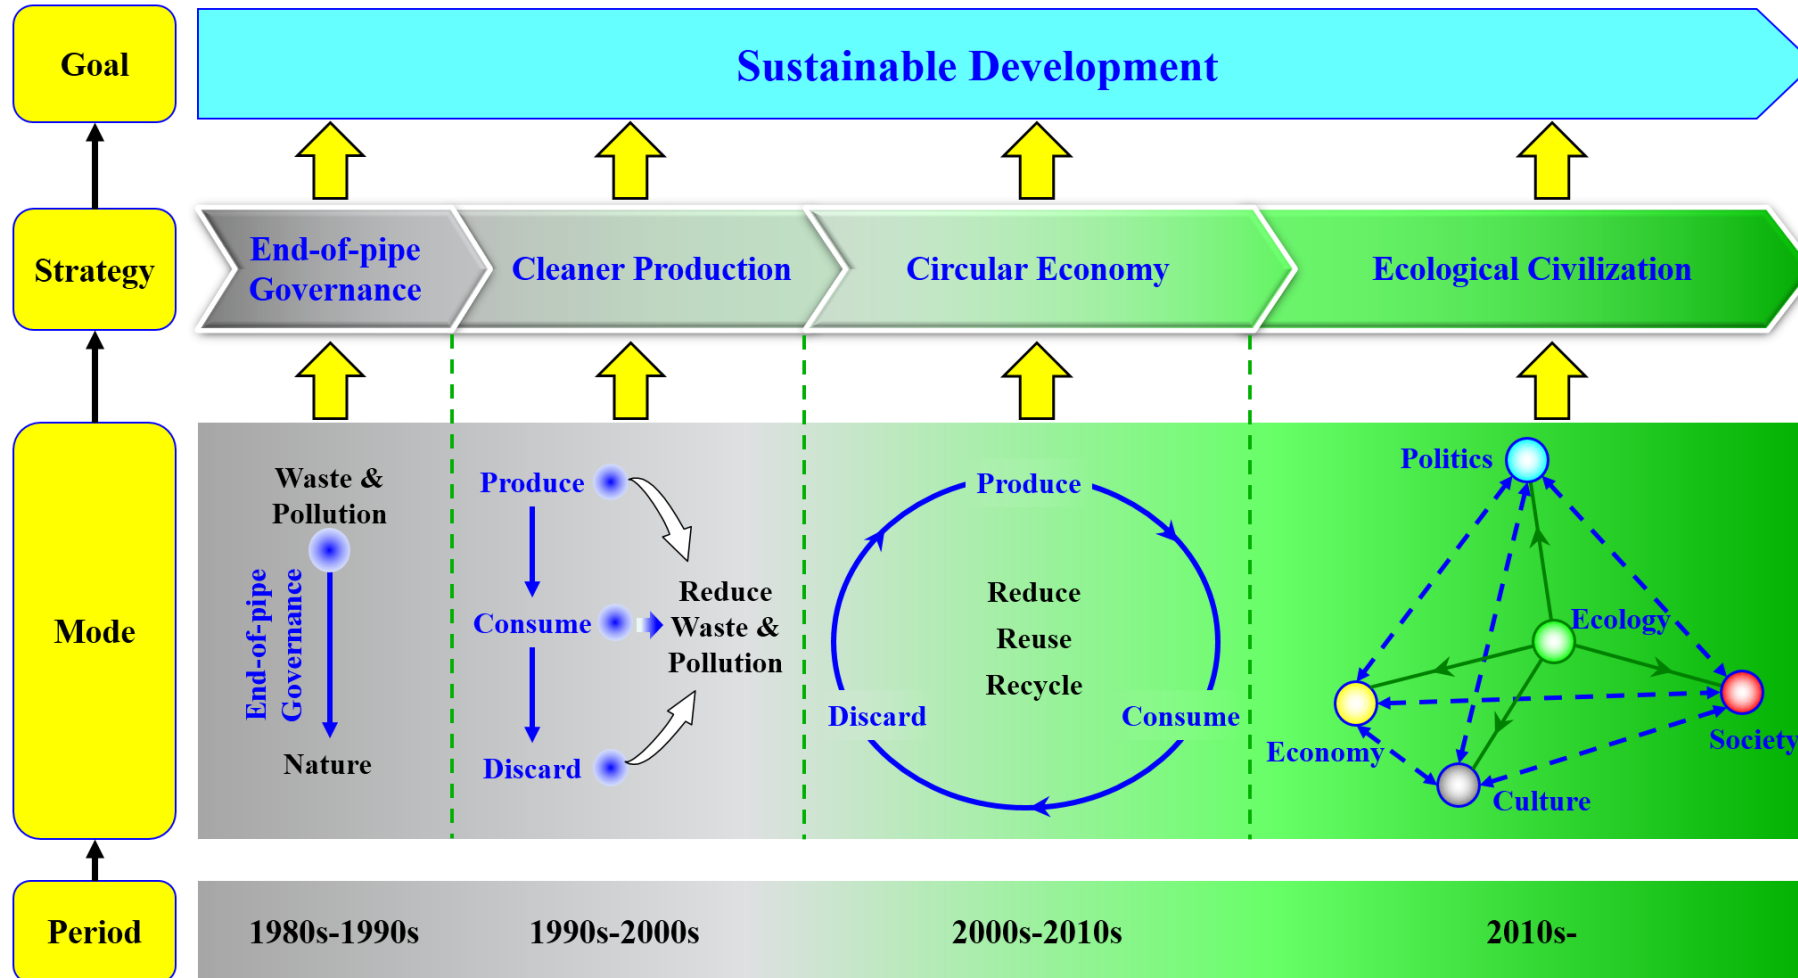 Goal
Sustainable Development
Strategy
End-of-pipe
Governance
Cleaner Production
Circular Economy
Ecological Civilization
Mode
Waste &
Pollution
End-of-pipe
Governance
Nature
Produce
Consume
Discard
Reduce
Waste &
Pollution
Produce
Reduce
Reuse
Recycle
Discard
Consume
Politics
Ecology
Economy
Society
Culture
Period
1980s-1990s
1990s-2000s
2000s-2010s
2010s-